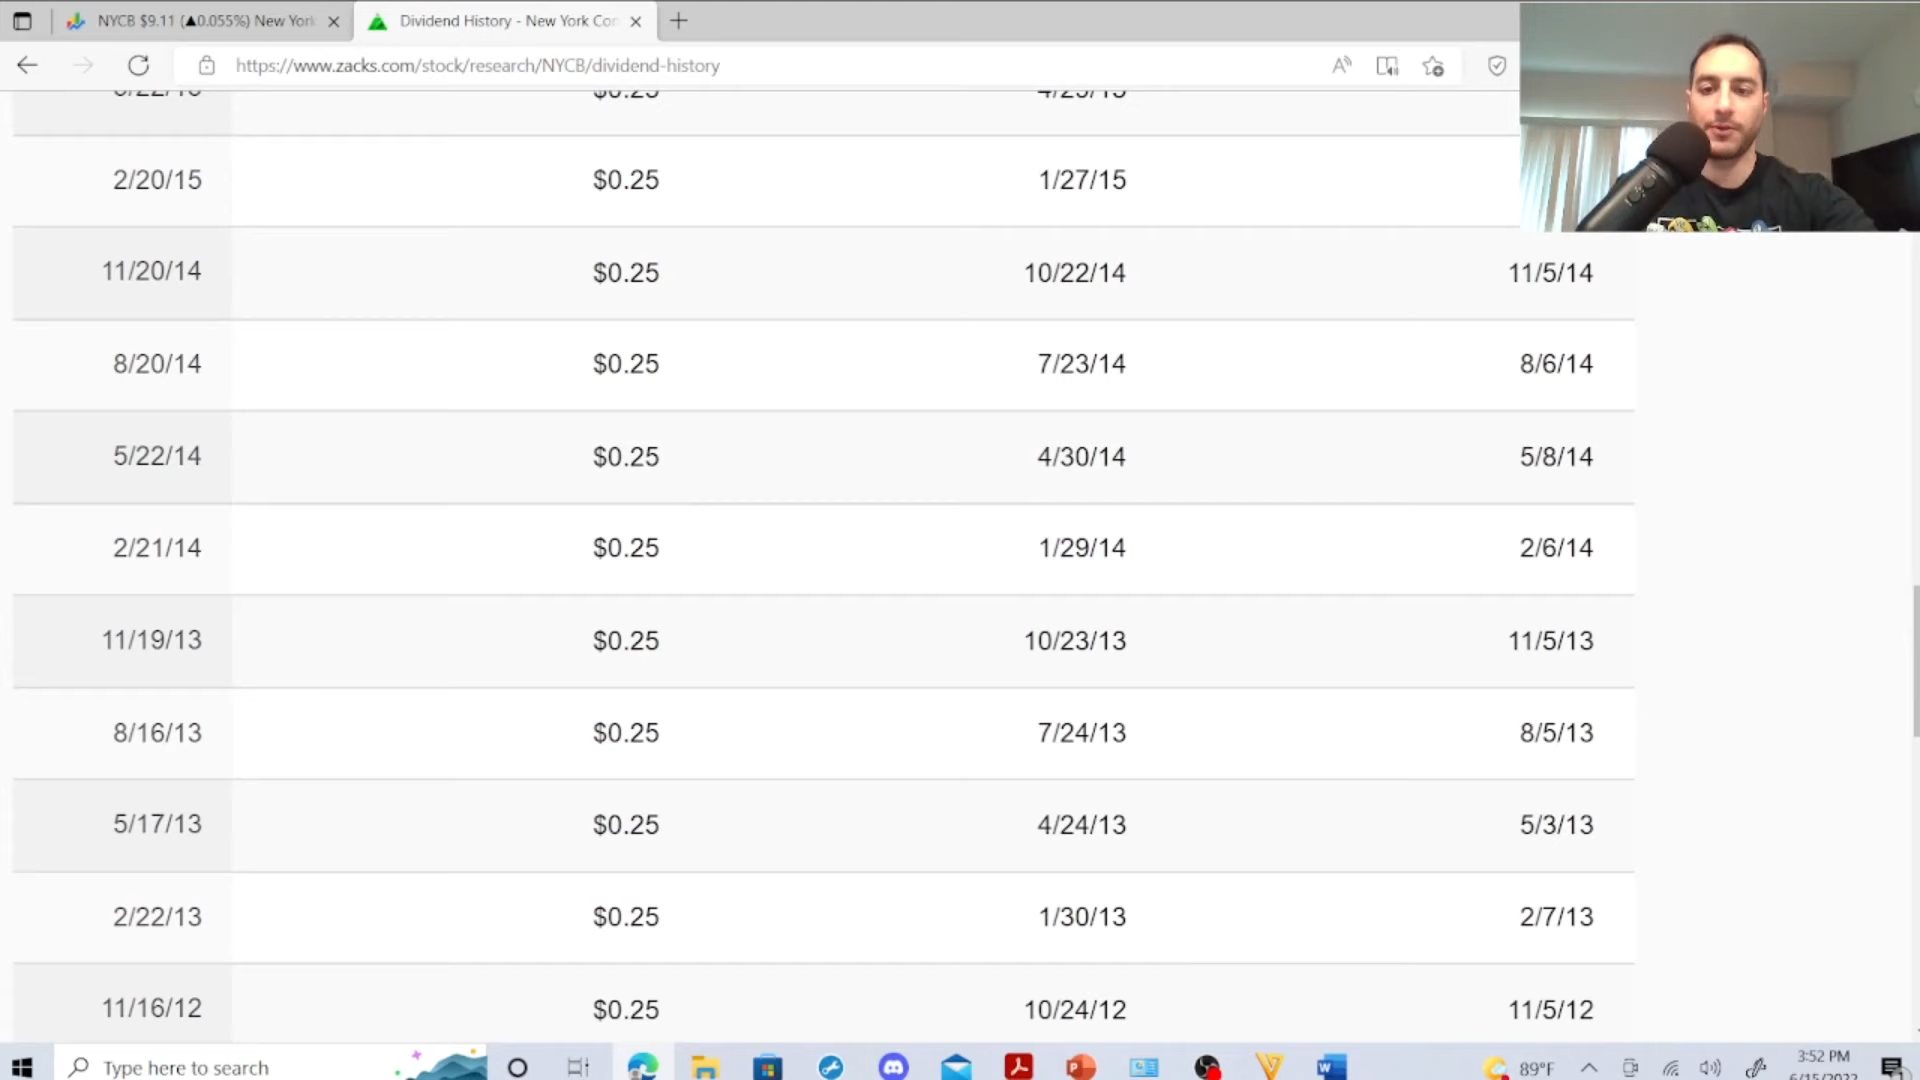 NYCB $9.11 (▲0.055%) New York
Dividend History - New York Con
https://www.zacks.com/stock/research/NYCB/dividend-history
$0.25
2/20/15 $0.25 1/27/15
11/20/14 $0.25 10/22/14 11/5/14
8/20/14 $0.25 7/23/14 8/6/14
5/22/14 $0.25 4/30/14 5/8/14
2/21/14 $0.25 1/29/14 2/6/14
11/19/13 $0.25 10/23/13 11/5/13
8/16/13 $0.25 7/24/13 8/5/13
5/17/13 $0.25 4/24/13 5/3/13
2/22/13 $0.25 1/30/13 2/7/13
11/16/12 $0.25 10/24/12 11/5/12
Type here to search
89°F
3:52 PM